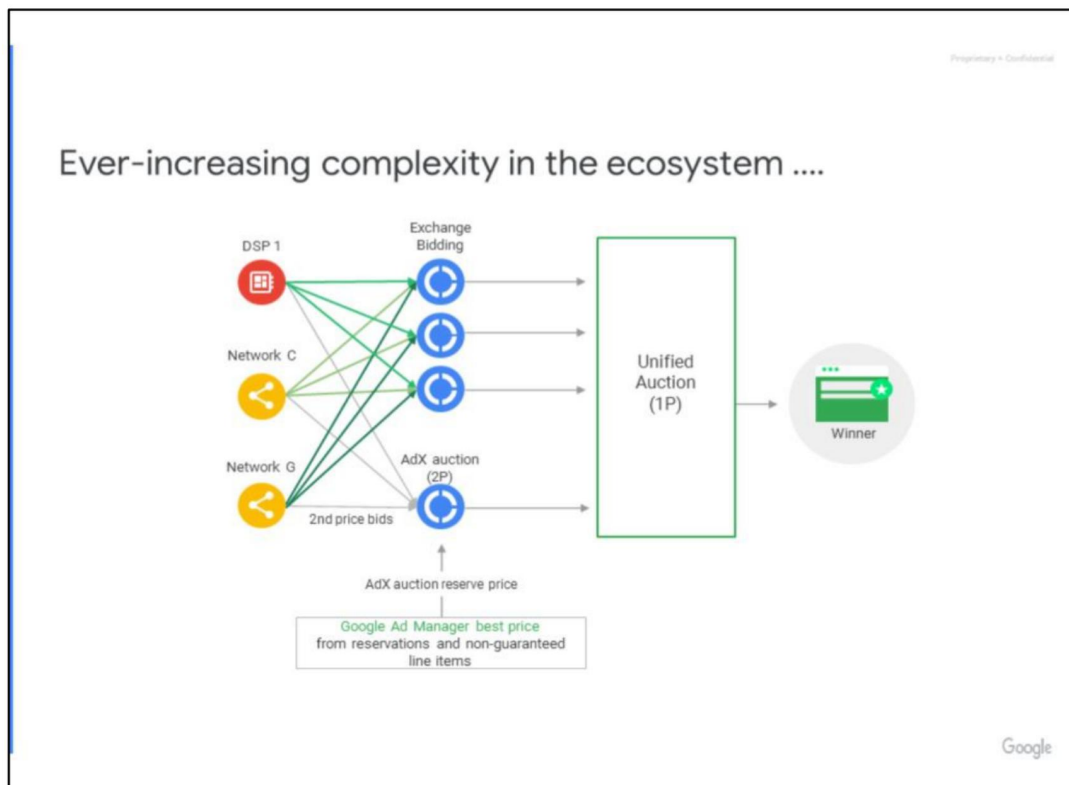 Proprietary + Confidential
Ever-increasing complexity in the ecosystem ....
Exchange
Bidding
DSP 1
Network C
Unified
Auction
(1P)
Winner
Network G
AdX auction
(2P)
2nd price bids
AdX auction reserve price
Google Ad Manager best price
from reservations and non-guaranteed
line items
Google